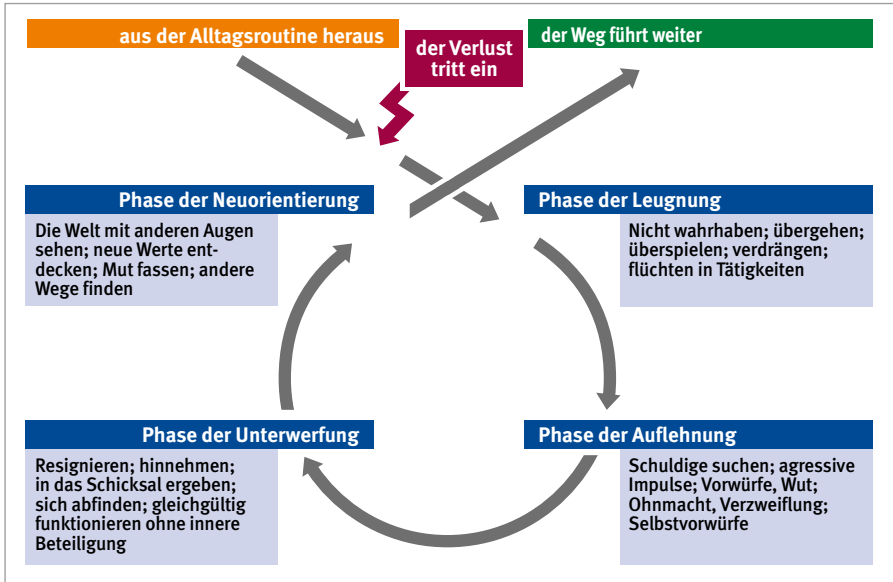 aus der Alltagsroutine heraus
der Verlust
tritt ein
der Weg führt weiter
Phase der Neuorientierung
Die Welt mit anderen Augen
sehen; neue Werte ent-
decken; Mut fassen; andere
Wege finden
Phase der Leugnung
Nicht wahrhaben; übergehen;
überspielen; verdrängen;
flüchten in Tätigkeiten
Phase der Unterwerfung
Resignieren; hinnehmen;
in das Schicksal ergeben;
sich abfinden; gleichgültig
funktionieren ohne innere
Beteiligung
Phase der Auflehnung
Schuldige suchen; agressive
Impulse; Vorwürfe, Wut;
Ohnmacht, Verzweiflung;
Selbstvorwürfe